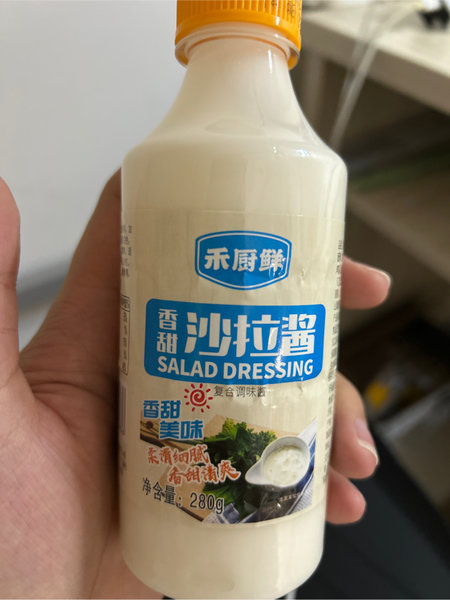 禾厨鲜
香甜
沙拉酱
SALAD DRESSING
复合调味酱
香甜
美味
柔滑细腻
香甜清爽
净含量: 280g